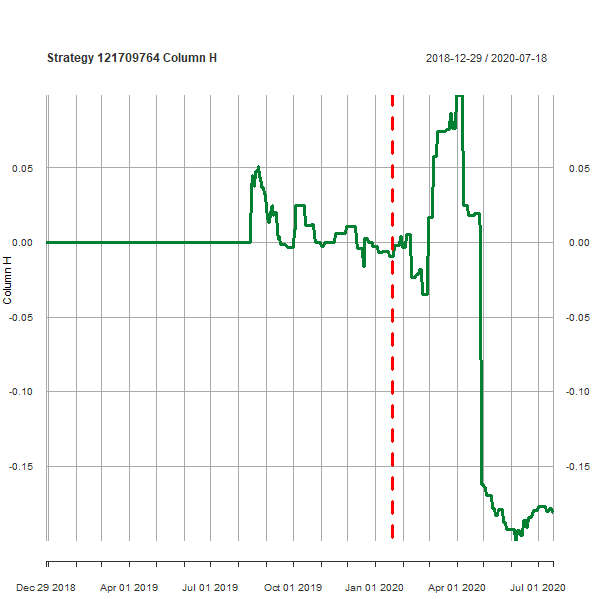 Strategy 121709764 Column H
2018-12-29 / 2020-07-18
0.05 0.05
0.00 0.00
Column H
-0.05 -0.05
-0.10 -0.10
-0.15 -0.15
Dec 29 2018 Apr 01 2019 Jul 01 2019 Oct 01 2019 Jan 01 2020 Apr 01 2020 Jul 01 2020